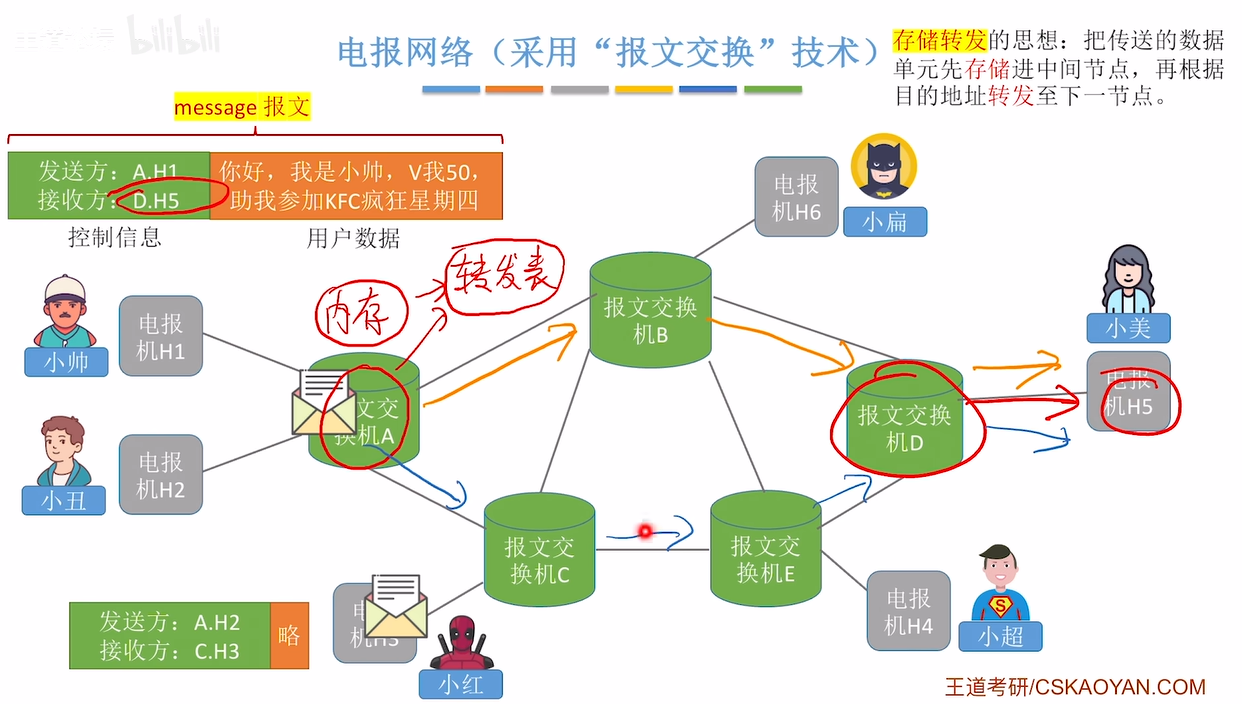 bilibili
电报网络（采用“报文交换”技术）
存储转发的思想：把传送的数据
单元先存储进中间节点，再根据
目的地址转发至下一节点。
message 报文
发送方：A.H1
接收方：D.H5
你好，我是小帅，V我50，
助我参加KFC疯狂星期四
控制信息
用户数据
电报
机H6
小扁
转发表
内存
报文交换
机B
小美
电报
机H1
小帅
电报
机H5
文交
换机A
报文交换
机D
电报
机H2
小丑
报文交
换机C
报文交
换机E
电报
机H4
小超
发送方：A.H2
接收方：C.H3
略
机H3
小红
王道考研/CSKAOYAN.COM